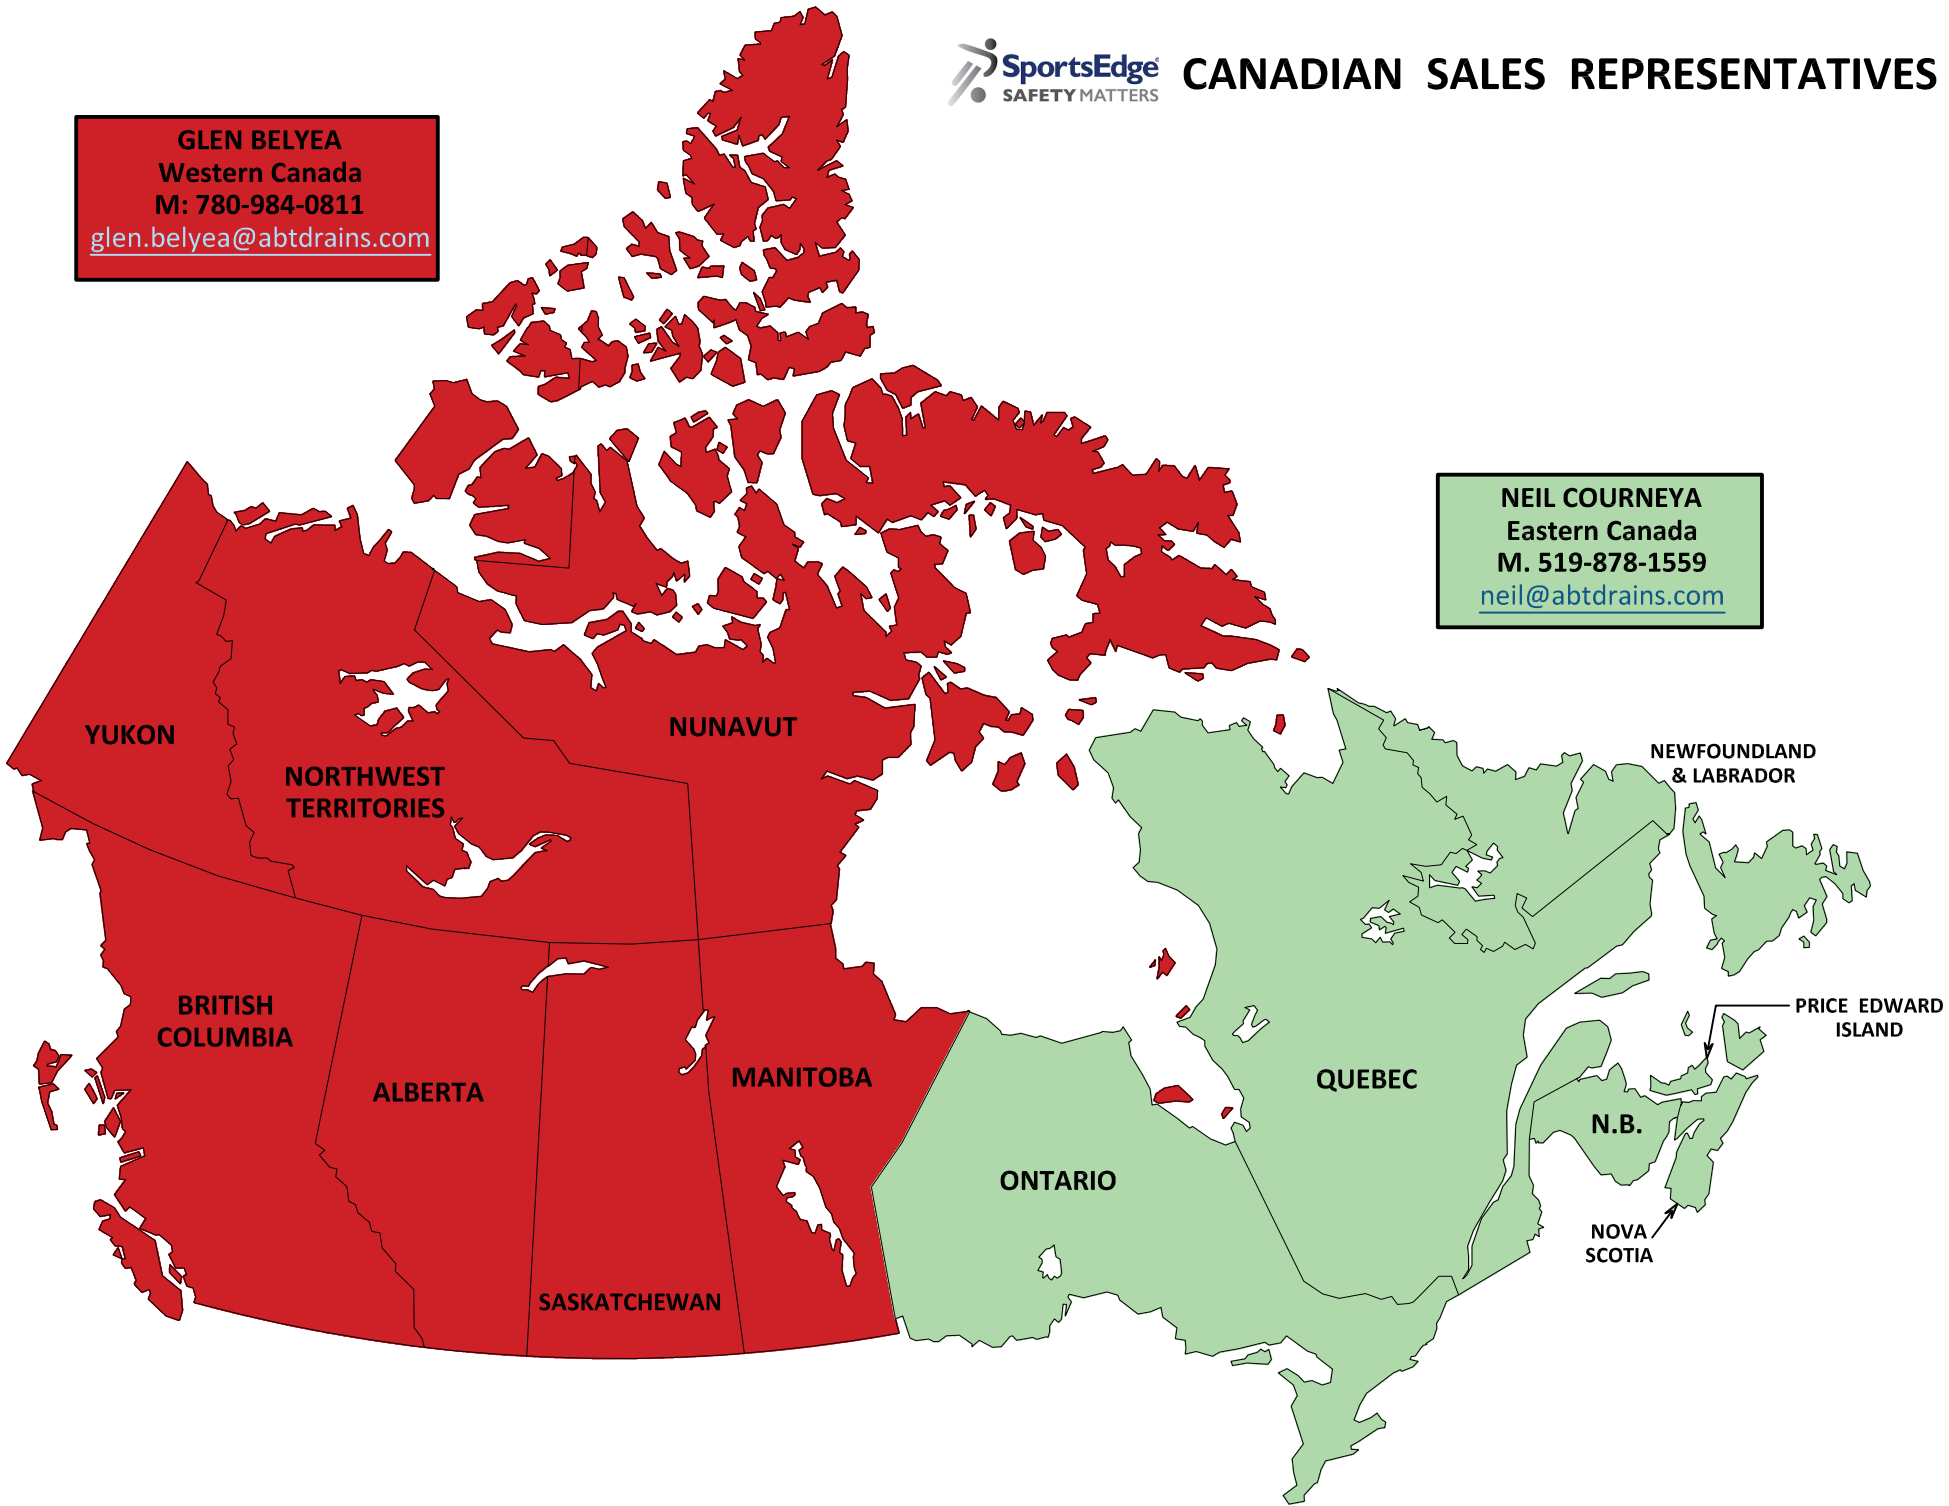 SportsEdge
SAFETY MATTERS
CANADIAN SALES REPRESENTATIVES
GLEN BELYEA
Western Canada
M: 780-984-0811
glen.belyea@abtdrains.com
NEIL COURNEYA
Eastern Canada
M. 519-878-1559
neil@abtdrains.com
YUKON
NORTHWEST
TERRITORIES
NUNAVUT
NEWFOUNDLAND
& LABRADOR
BRITISH
COLUMBIA
ALBERTA
SASKATCHEWAN
MANITOBA
ONTARIO
QUEBEC
PRICE EDWARD
ISLAND
N.B.
NOVA
SCOTIA